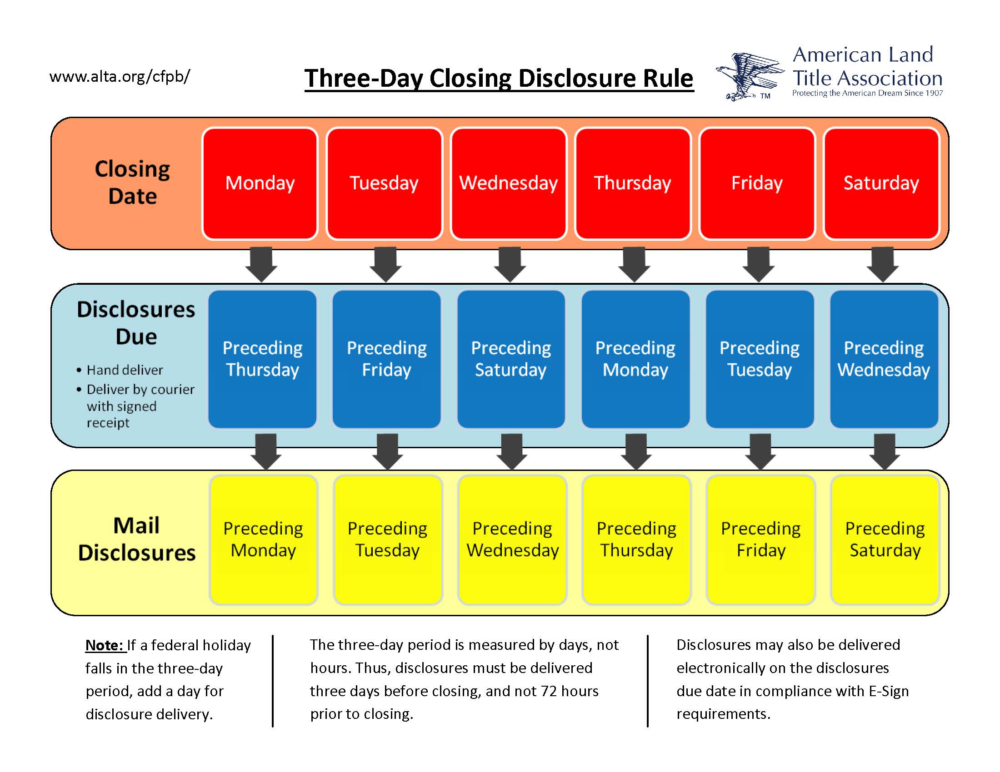 www.alta.org/cfpb/
Three-Day Closing Disclosure Rule
American Land
Title Association
Protecting the American Dream Since 1907
TM
Closing
Date
Monday
Tuesday
Wednesday
Thursday
Friday
Saturday
Disclosures
Due
• Hand deliver
• Deliver by courier
with signed
receipt
Preceding
Thursday
Preceding
Friday
Preceding
Saturday
Preceding
Monday
Preceding
Tuesday
Preceding
Wednesday
Mail
Disclosures
Preceding
Monday
Preceding
Tuesday
Preceding
Wednesday
Preceding
Thursday
Preceding
Friday
Preceding
Saturday
Note: If a federal holiday
falls in the three-day
period, add a day for
disclosure delivery.
The three-day period is measured by days, not
hours. Thus, disclosures must be delivered
three days before closing, and not 72 hours
prior to closing.
Disclosures may also be delivered
electronically on the disclosures
due date in compliance with E-Sign
requirements.